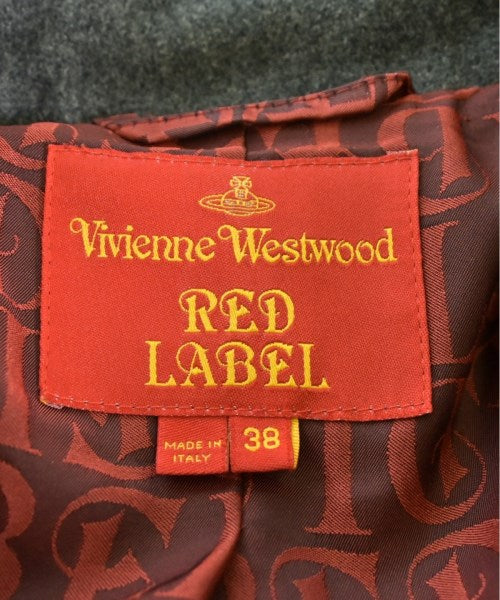 Vivienne Westwood
RED
LABEL
MADE IN
ITALY
38